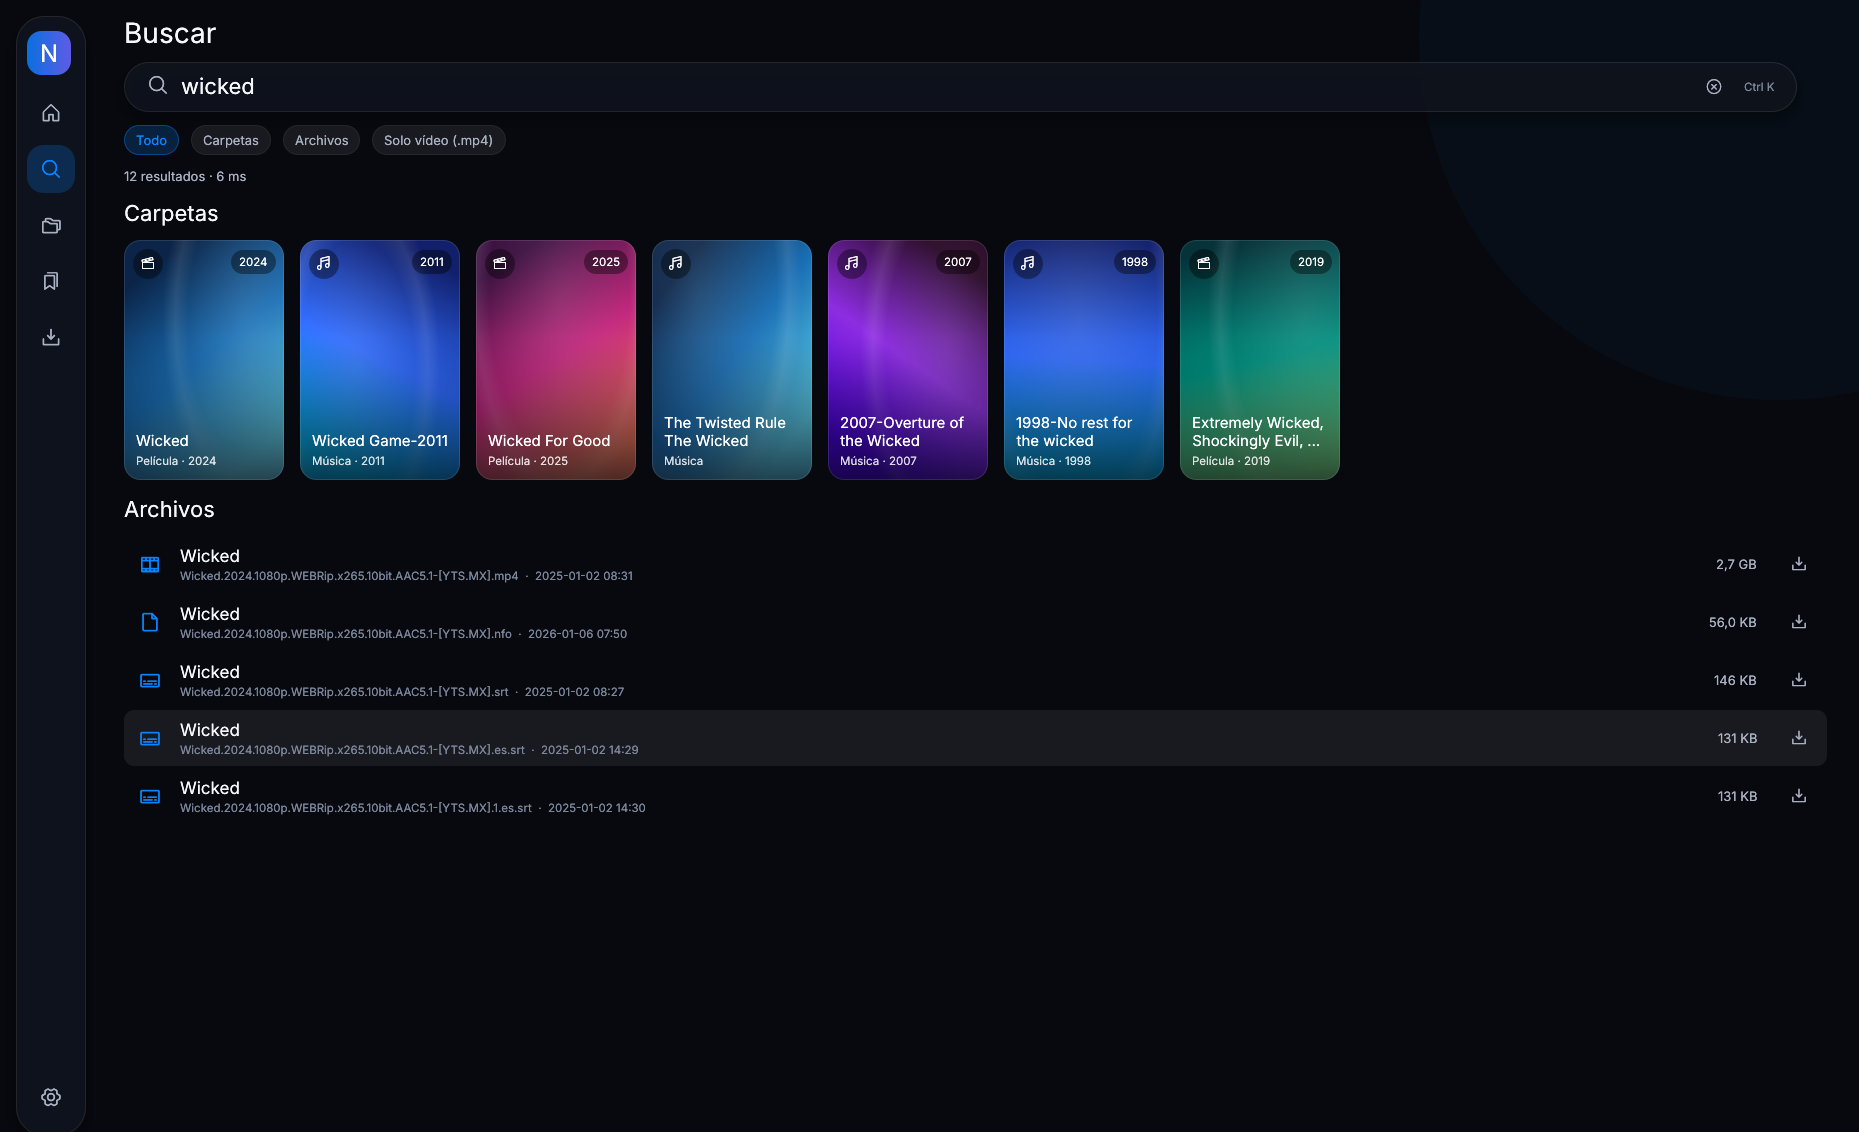 N
Buscar
wicked
Ctrl K
Todo
Carpetas
Archivos
Solo vídeo (.mp4)
12 resultados · 6 ms
Carpetas
2024
Wicked
Película · 2024
2011
Wicked Game-2011
Música · 2011
2025
Wicked For Good
Película · 2025
The Twisted Rule
The Wicked
Música
2007
2007-Overture of
the Wicked
Música · 2007
1998
1998-No rest for
the wicked
Música · 1998
2019
Extremely Wicked,
Shockingly Evil, ...
Película · 2019
Archivos
Wicked
Wicked.2024.1080p.WEBRip.x265.10bit.AAC5.1-[YTS.MX].mp4 · 2025-01-02 08:31
2,7 GB
Wicked
Wicked.2024.1080p.WEBRip.x265.10bit.AAC5.1-[YTS.MX].nfo · 2026-01-06 07:50
56,0 KB
Wicked
Wicked.2024.1080p.WEBRip.x265.10bit.AAC5.1-[YTS.MX].srt · 2025-01-02 08:27
146 KB
Wicked
Wicked.2024.1080p.WEBRip.x265.10bit.AAC5.1-[YTS.MX].es.srt · 2025-01-02 14:29
131 KB
Wicked
Wicked.2024.1080p.WEBRip.x265.10bit.AAC5.1-[YTS.MX].1.es.srt · 2025-01-02 14:30
131 KB